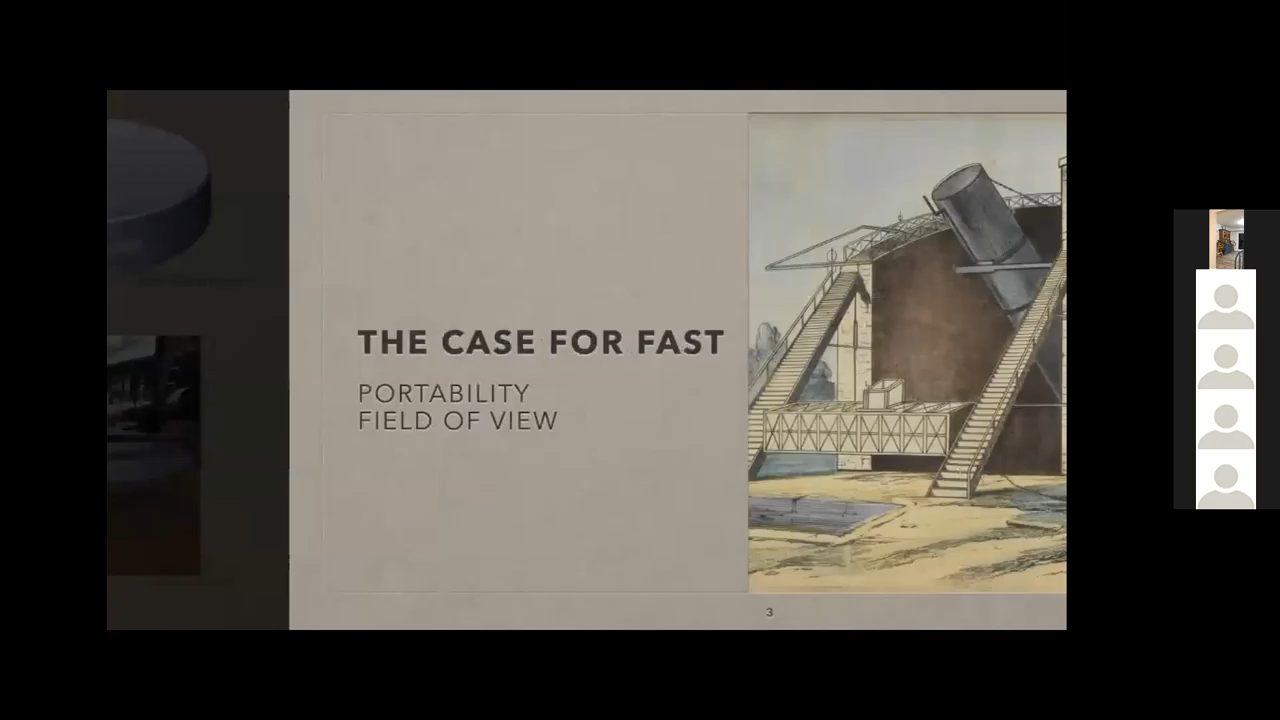 THE CASE FOR FAST
PORTABILITY
FIELD OF VIEW
3